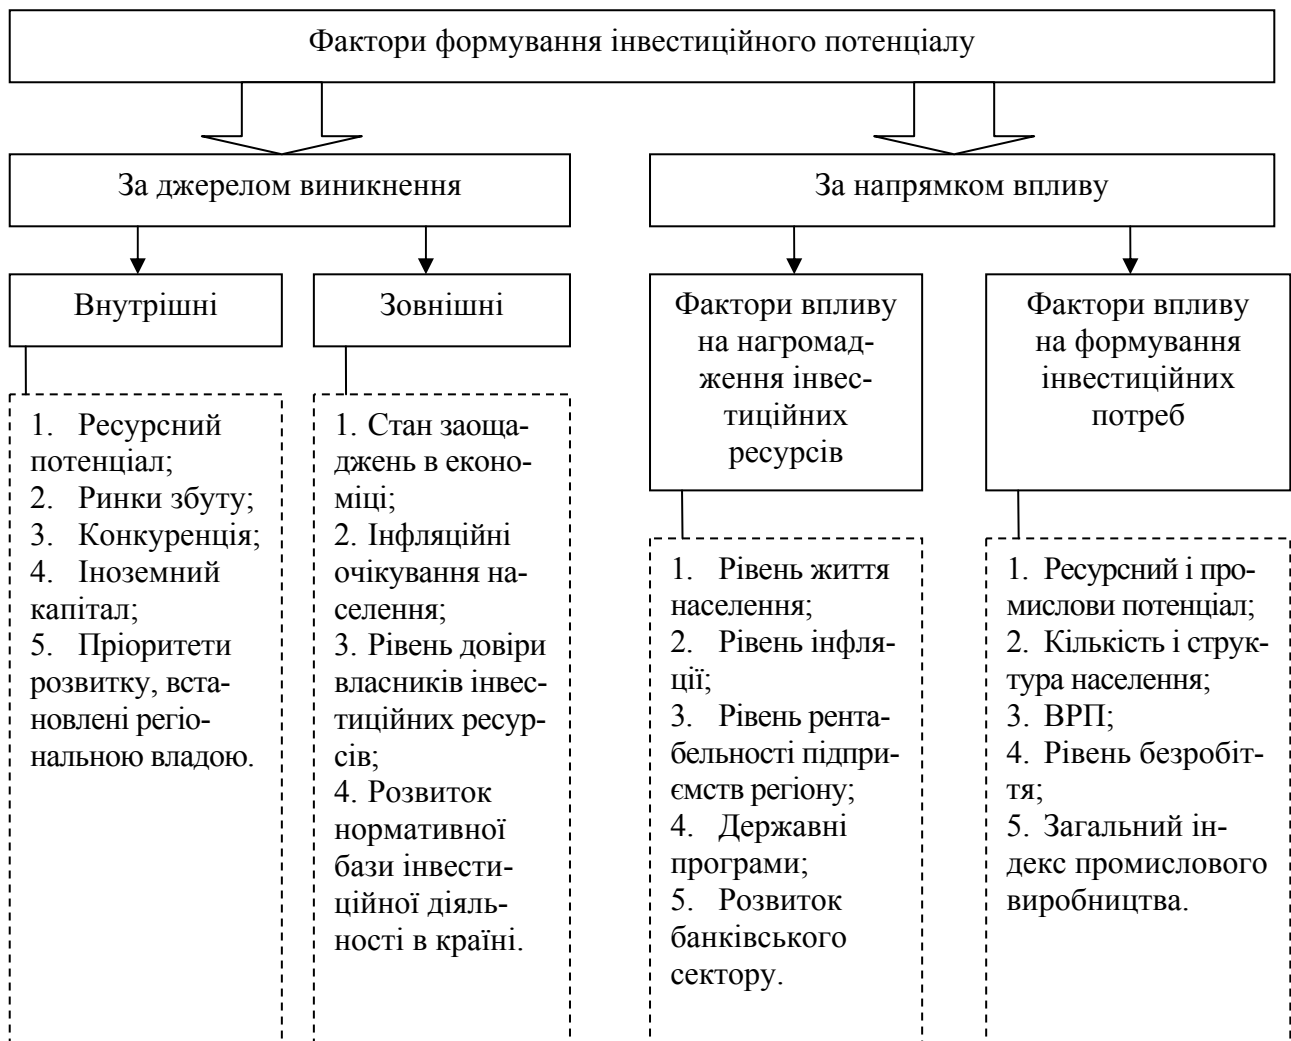 Фактори формування інвестиційного потенціалу
За джерелом виникнення
За напрямком впливу
Внутрішні
Зовнішні
Фактори впливу
на нагромад-
ження інвес-
тиційних
ресурсів
Фактори впливу
на формування
інвестиційних
потреб
1. Ресурсний
потенціал;
2. Ринки збуту;
3. Конкуренція;
4. Іноземний
капітал;
5. Пріоритети
розвитку, вста-
новлені регіо-
нальною владою.
1. Стан заоща-
джень в еконо-
міці;
2. Інфляційні
очікування на-
селення;
3. Рівень довіри
власників інвес-
тиційних ресур-
сів;
4. Розвиток
нормативної
бази інвести-
ційної діяль-
ності в країні.
1. Рівень життя
населення;
2. Рівень інфля-
ції;
3. Рівень рента-
бельності підпри-
ємств регіону;
4. Державні
програми;
5. Розвиток
банківського
сектору.
1. Ресурсний і про-
мислови потенціал;
2. Кількість і струк-
тура населення;
3. ВРП;
4. Рівень безробіт-
тя;
5. Загальний ін-
декс промислового
виробництва.